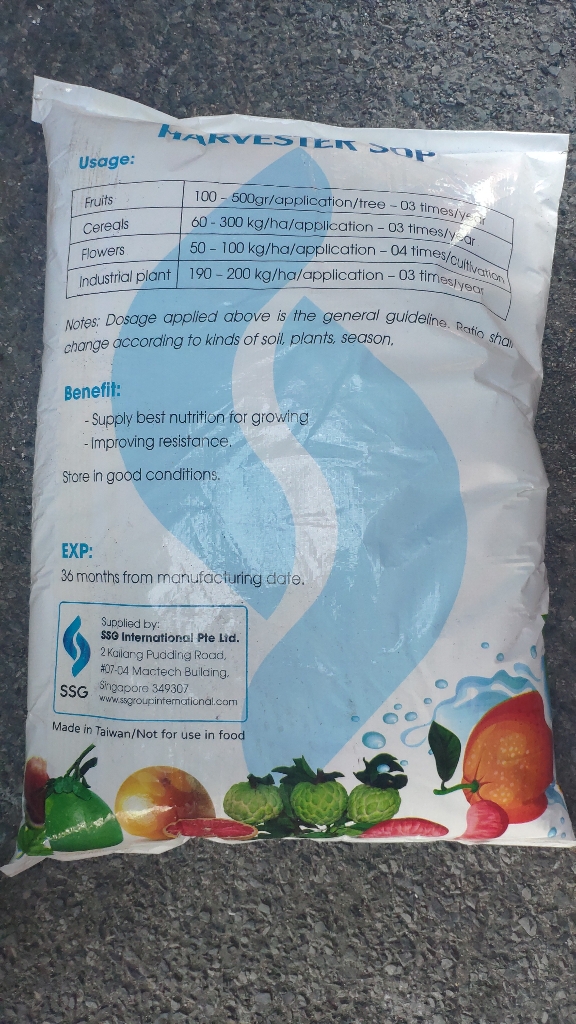 HARVESTER SOP
Usage:
Fruits 100 - 500gr/application/tree - 03 times/year
Cereals 60 - 300 kg/ha/application - 03 times/year
Flowers 50 - 100 kg/ha/application - 04 times/cultivation
Industrial plant 190 - 200 kg/ha/application - 03 times/year
Notes: Dosage applied above is the general guideline. Ratio shall
change according to kinds of soil, plants, season,
Benefit:
- Supply best nutrition for growing
- Improving resistance.
Store in good conditions.
EXP:
36 months from manufacturing date.
Supplied by:
SSG International Pte Ltd.
2 Kallang Pudding Road,
#07-04 Mactech Building,
Singapore 349307
www.ssgroupinternational.com
SSG
Made in Taiwan/Not for use in food